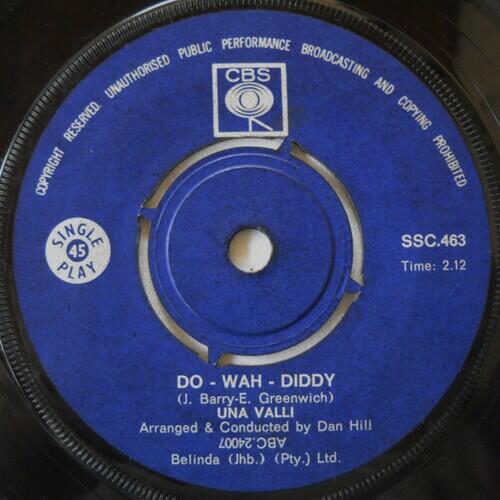 COPYRIGHT RESERVED. UNAUTHORISED PUBLIC PERFORMANCE BROADCASTING AND COPYING PROHIBITED
CBS
SINGLE
45
PLAY
SSC.463
Time: 2.12
DO - WAH - DIDDY
(J. Barry-E. Greenwich)
UNA VALLI
Arranged & Conducted by Dan Hill
ABC.24007
Belinda (Jhb.) (Pty.) Ltd.